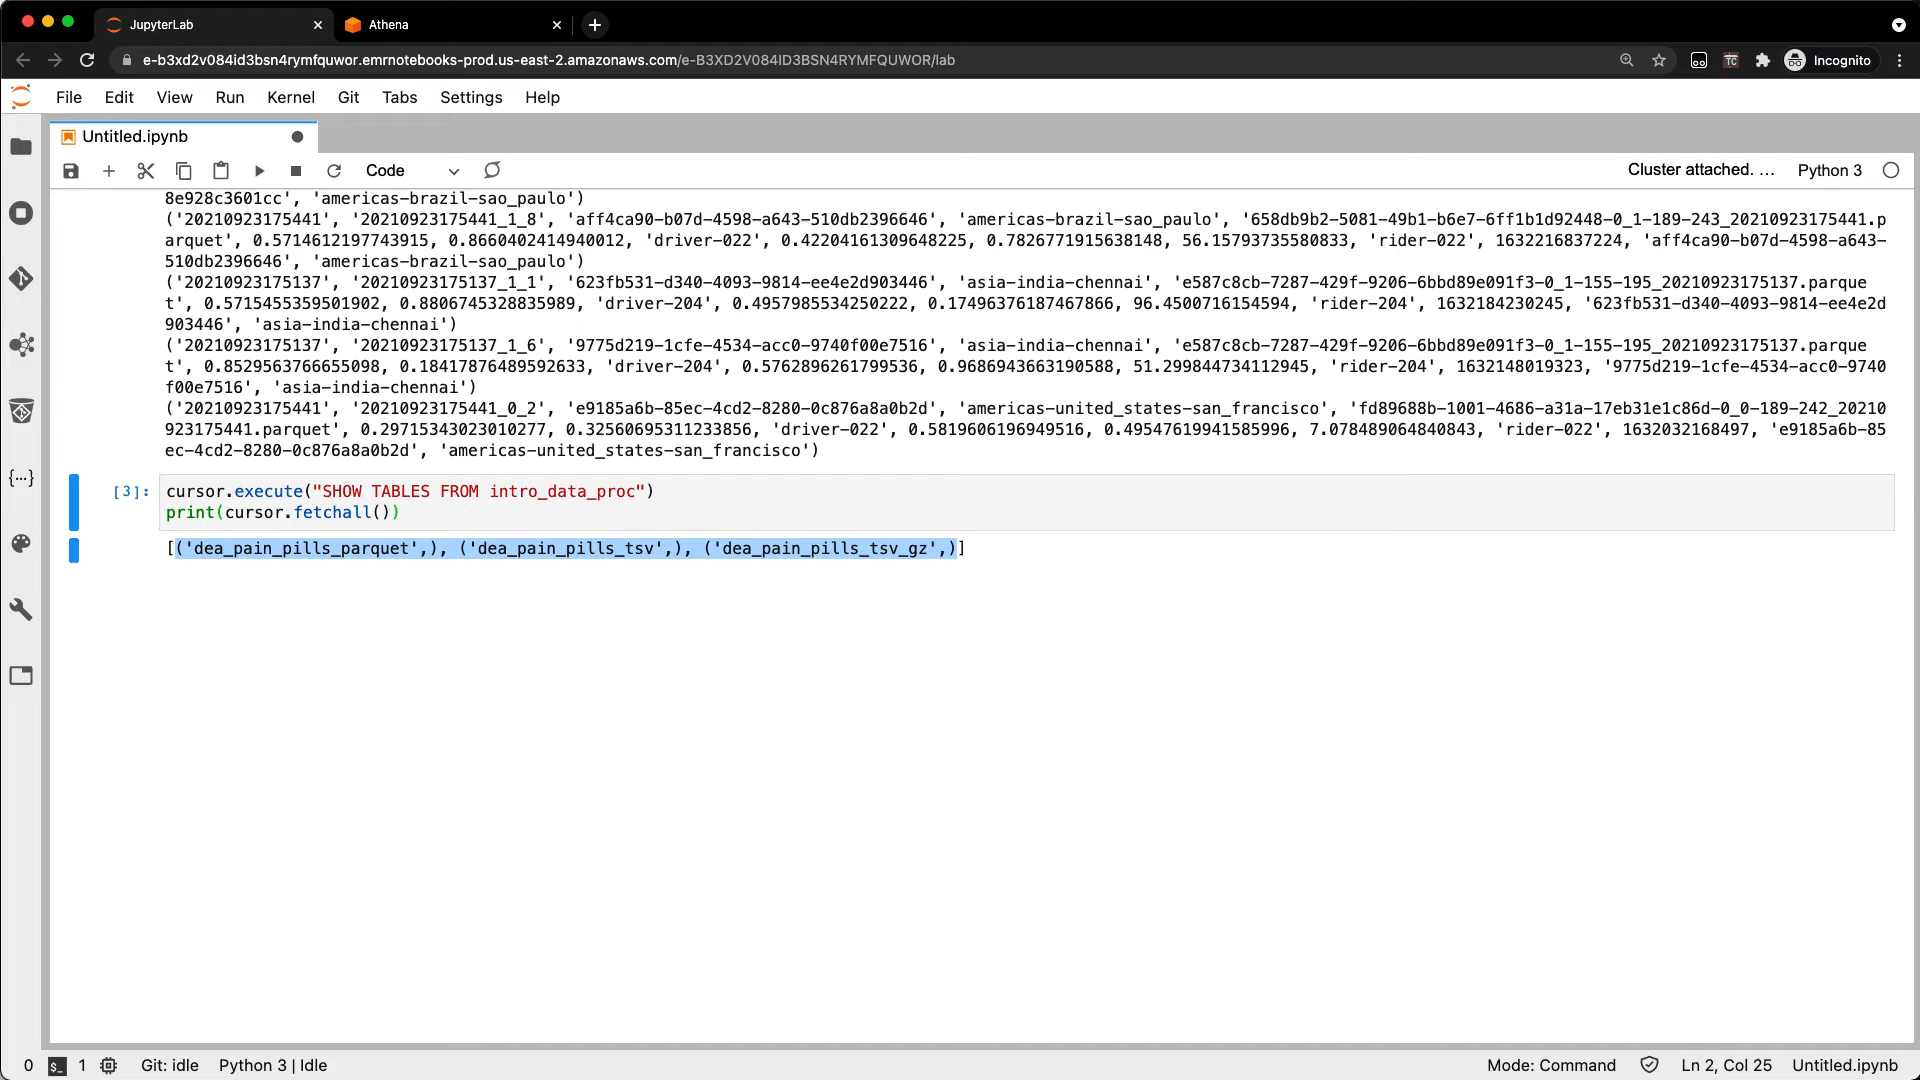 JupyterLab
Athena
e-b3xd2v084id3bsn4rymfquwor.emrnotebooks-prod.us-east-2.amazonaws.com/e-B3XD2V084ID3BSN4RYMFQUWOR/lab
TC
Incognito
File Edit View Run Kernel Git Tabs Settings Help
Untitled.ipynb
Code
Cluster attached. ...
Python 3
8e928c3601cc', 'americas-brazil-sao_paulo')
('20210923175441', '20210923175441_1_8', 'aff4ca90-b07d-4598-a643-510db2396646', 'americas-brazil-sao_paulo', '658db9b2-5081-49b1-b6e7-6ff1b1d92448-0_1-189-243_20210923175441.p
arquet', 0.5714612197743915, 0.8660402414940012, 'driver-022', 0.42204161309648225, 0.7826771915638148, 56.15793735580833, 'rider-022', 1632216837224, 'aff4ca90-b07d-4598-a643-
510db2396646', 'americas-brazil-sao_paulo')
('20210923175137', '20210923175137_1_1', '623fb531-d340-4093-9814-ee4e2d903446', 'asia-india-chennai', 'e587c8cb-7287-429f-9206-6bbd89e091f3-0_1-155-195_20210923175137.parque
t', 0.5715455359501902, 0.8806745328835989, 'driver-204', 0.4957985534250222, 0.17496376187467866, 96.4500716154594, 'rider-204', 1632184230245, '623fb531-d340-4093-9814-ee4e2d
903446', 'asia-india-chennai')
('20210923175137', '20210923175137_1_6', '9775d219-1cfe-4534-acc0-9740f00e7516', 'asia-india-chennai', 'e587c8cb-7287-429f-9206-6bbd89e091f3-0_1-155-195_20210923175137.parque
t', 0.8529563766655098, 0.18417876489592633, 'driver-204', 0.5762896261799536, 0.9686943663190588, 51.299844734112945, 'rider-204', 1632148019323, '9775d219-1cfe-4534-acc0-9740
f00e7516', 'asia-india-chennai')
('20210923175441', '20210923175441_0_2', 'e9185a6b-85ec-4cd2-8280-0c876a8a0b2d', 'americas-united_states-san_francisco', 'fd89688b-1001-4686-a31a-17eb31e1c86d-0_0-189-242_20210
923175441.parquet', 0.29715343023010277, 0.32560695311233856, 'driver-022', 0.5819606196949516, 0.49547619941585996, 7.078489064840843, 'rider-022', 1632032168497, 'e9185a6b-85
ec-4cd2-8280-0c876a8a0b2d', 'americas-united_states-san_francisco')
[3]: cursor.execute("SHOW TABLES FROM intro_data_proc")
print(cursor.fetchall())
[('dea_pain_pills_parquet',), ('dea_pain_pills_tsv',), ('dea_pain_pills_tsv_gz',)]
0 $_ 1 Git: idle Python 3 | Idle Mode: Command Ln 2, Col 25 Untitled.ipynb